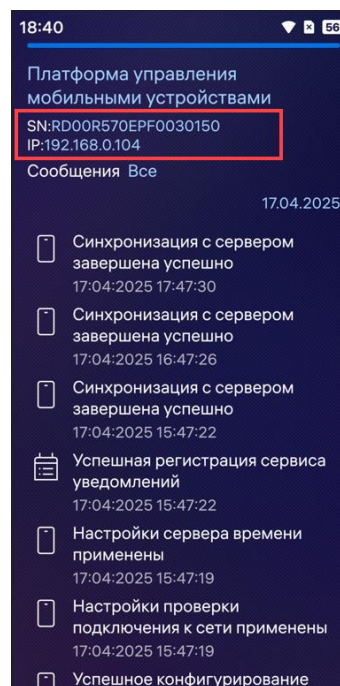 18:40
56
Платформа управления
мобильными устройствами
SN:RD00R570EPF0030150
IP:192.168.0.104
Сообщения Все
17.04.2025
Синхронизация с сервером
завершена успешно
17:04:2025 17:47:30
Синхронизация с сервером
завершена успешно
17:04:2025 16:47:26
Синхронизация с сервером
завершена успешно
17:04:2025 15:47:22
Успешная регистрация сервиса
уведомлений
17:04:2025 15:47:22
Настройки сервера времени
применены
17:04:2025 15:47:19
Настройки проверки
подключения к сети применены
17:04:2025 15:47:19
Успешное конфигурирование